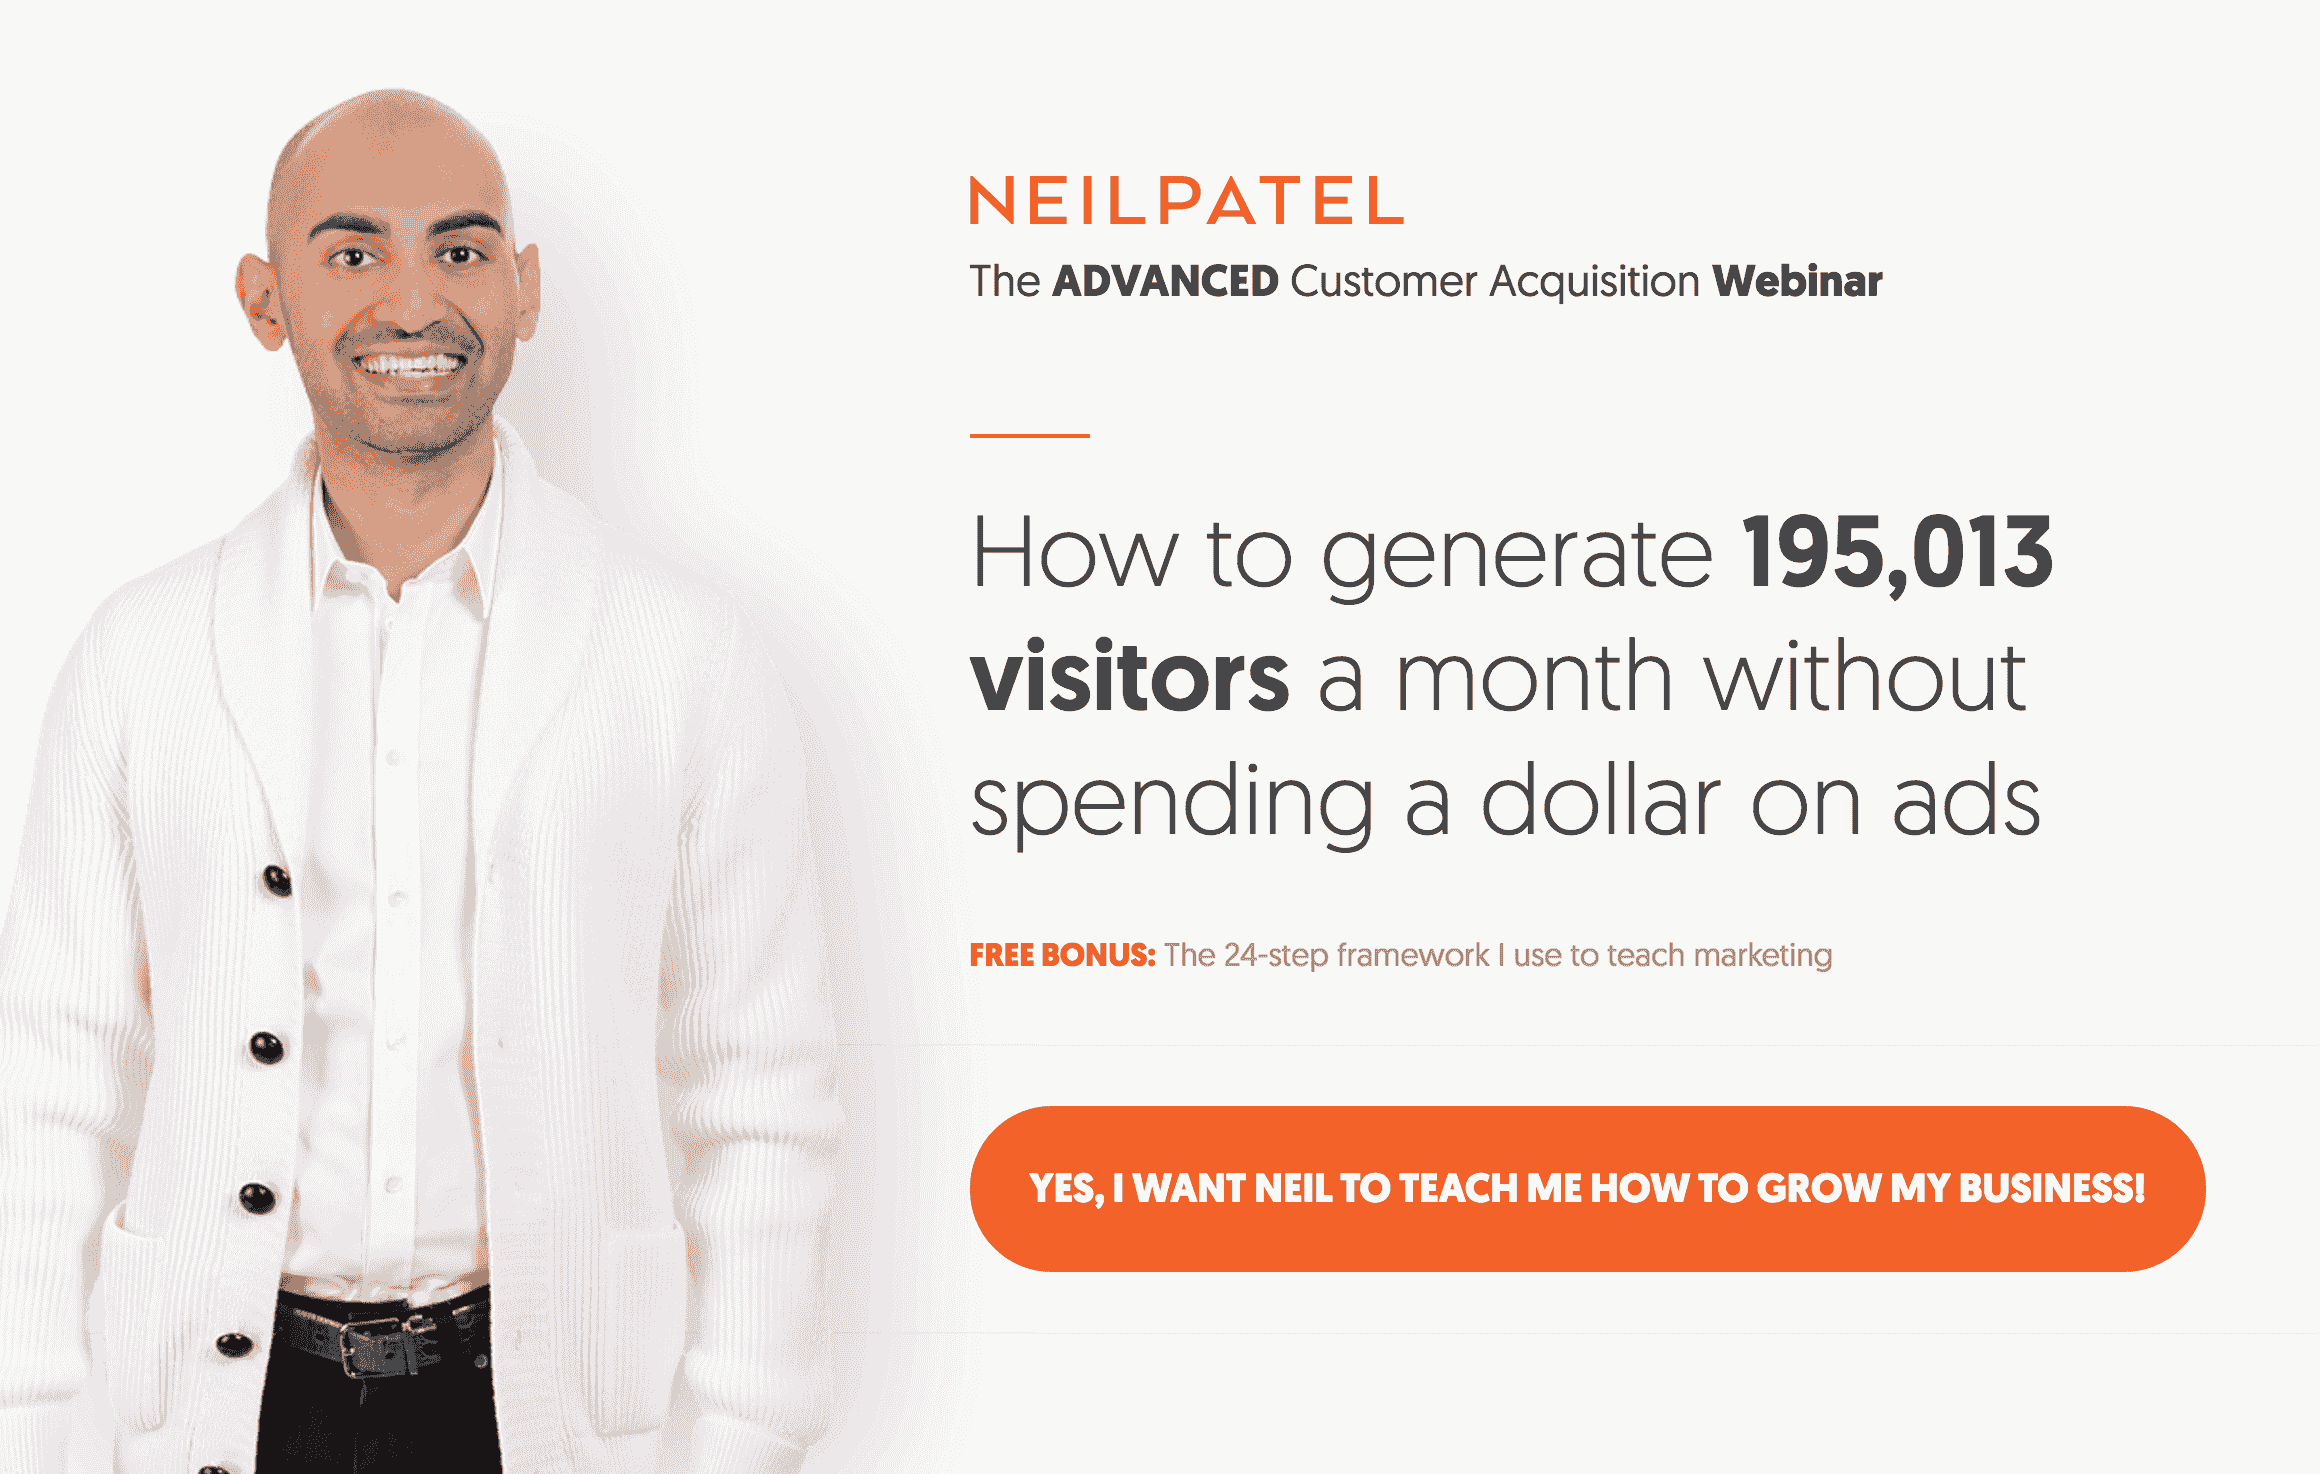 NEILPATEL
The ADVANCED Customer Acquisition Webinar
How to generate 195,013
visitors a month without
spending a dollar on ads
FREE BONUS: The 24-step framework I use to teach marketing
YES, I WANT NEIL TO TEACH ME HOW TO GROW MY BUSINESS!